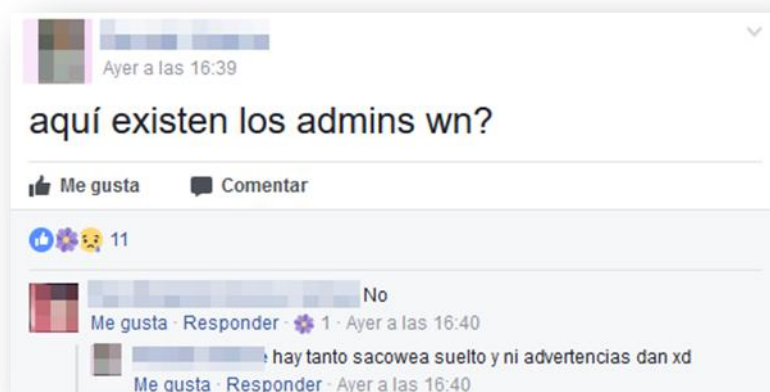 Ayer a las 16:39
aquí existen los admins wn?
Me gusta Comentar
11
No
Me gusta · Responder · 1 · Ayer a las 16:40
hay tanto sacowea suelto y ni advertencias dan xd
Me gusta · Responder · Ayer a las 16:40